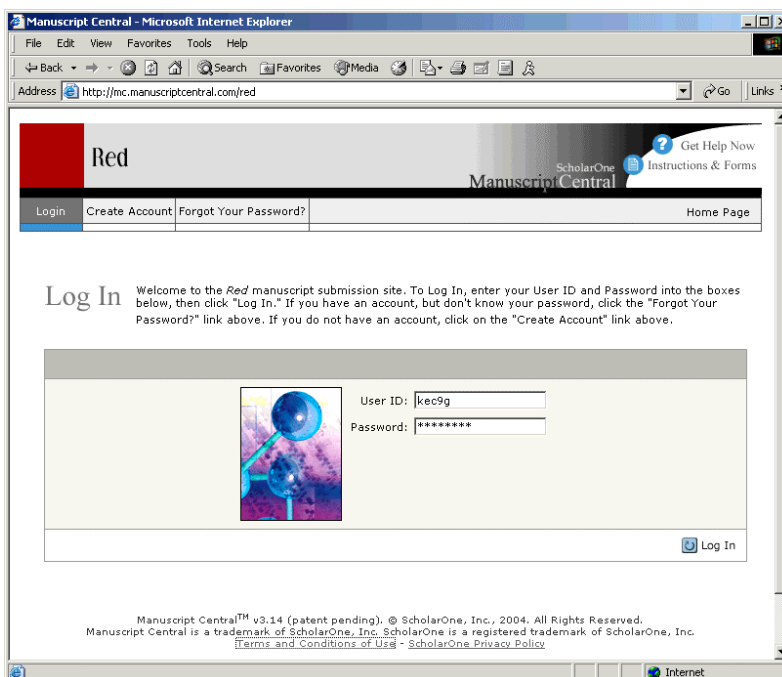 Manuscript Central - Microsoft Internet Explorer
File Edit View Favorites Tools Help
Back Search Favorites Media
Address http://mc.manuscriptcentral.com/red Go Links
Red
Get Help Now
Instructions & Forms
ScholarOne
Manuscript Central
Login Create Account Forgot Your Password? Home Page
Log In
Welcome to the Red manuscript submission site. To Log In, enter your User ID and Password into the boxes
below, then click "Log In." If you have an account, but don't know your password, click the "Forgot Your
Password?" link above. If you do not have an account, click on the "Create Account" link above.
User ID: kec9g
Password: ********
Log In
Manuscript Central™ v3.14 (patent pending). © ScholarOne, Inc., 2004. All Rights Reserved.
Manuscript Central is a trademark of ScholarOne, Inc. ScholarOne is a registered trademark of ScholarOne, Inc.
Terms and Conditions of Use - ScholarOne Privacy Policy
Internet